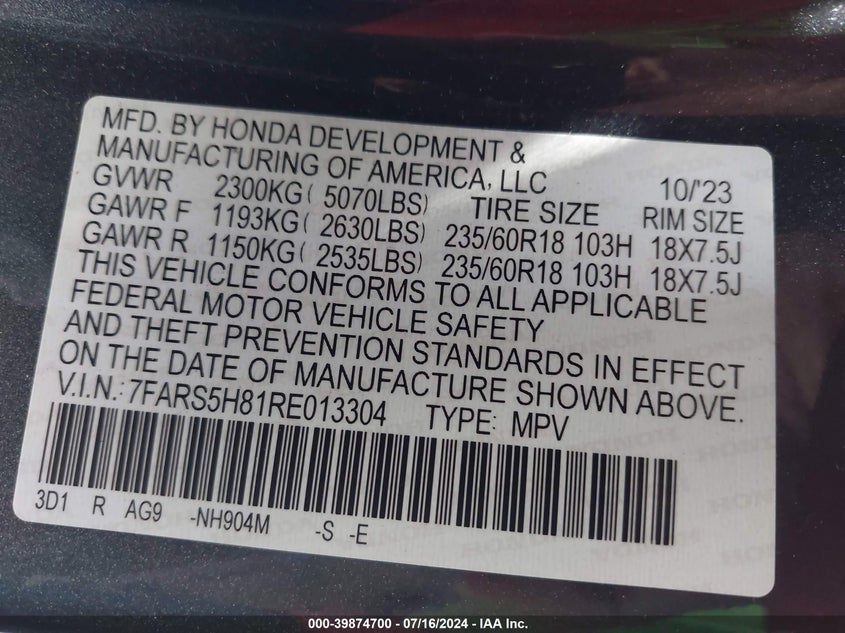 MFD. BY HONDA DEVELOPMENT &
MANUFACTURING OF AMERICA, LLC 10/'23
GVWR 2300KG( 5070LBS) TIRE SIZE RIM SIZE
GAWR F 1193KG( 2630LBS) 235/60R18 103H 18X7.5J
GAWR R 1150KG( 2535LBS) 235/60R18 103H 18X7.5J
THIS VEHICLE CONFORMS TO ALL APPLICABLE
FEDERAL MOTOR VEHICLE SAFETY
AND THEFT PREVENTION STANDARDS IN EFFECT
ON THE DATE OF MANUFACTURE SHOWN ABOVE.
V.I.N.: 7FARS5H81RE013304 TYPE: MPV
3D1 R AG9 -NH904M -S -E
000-39874700 - 07/16/2024 - IAA Inc.